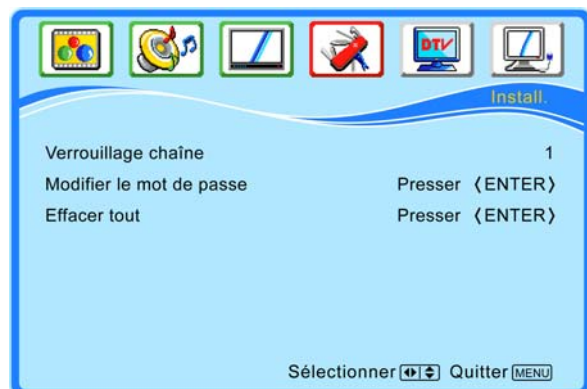 DTV
Install.
Verrouillage chaîne 1
Modifier le mot de passe Presser 〈ENTER〉
Effacer tout Presser 〈ENTER〉
Sélectionner Quitter MENU